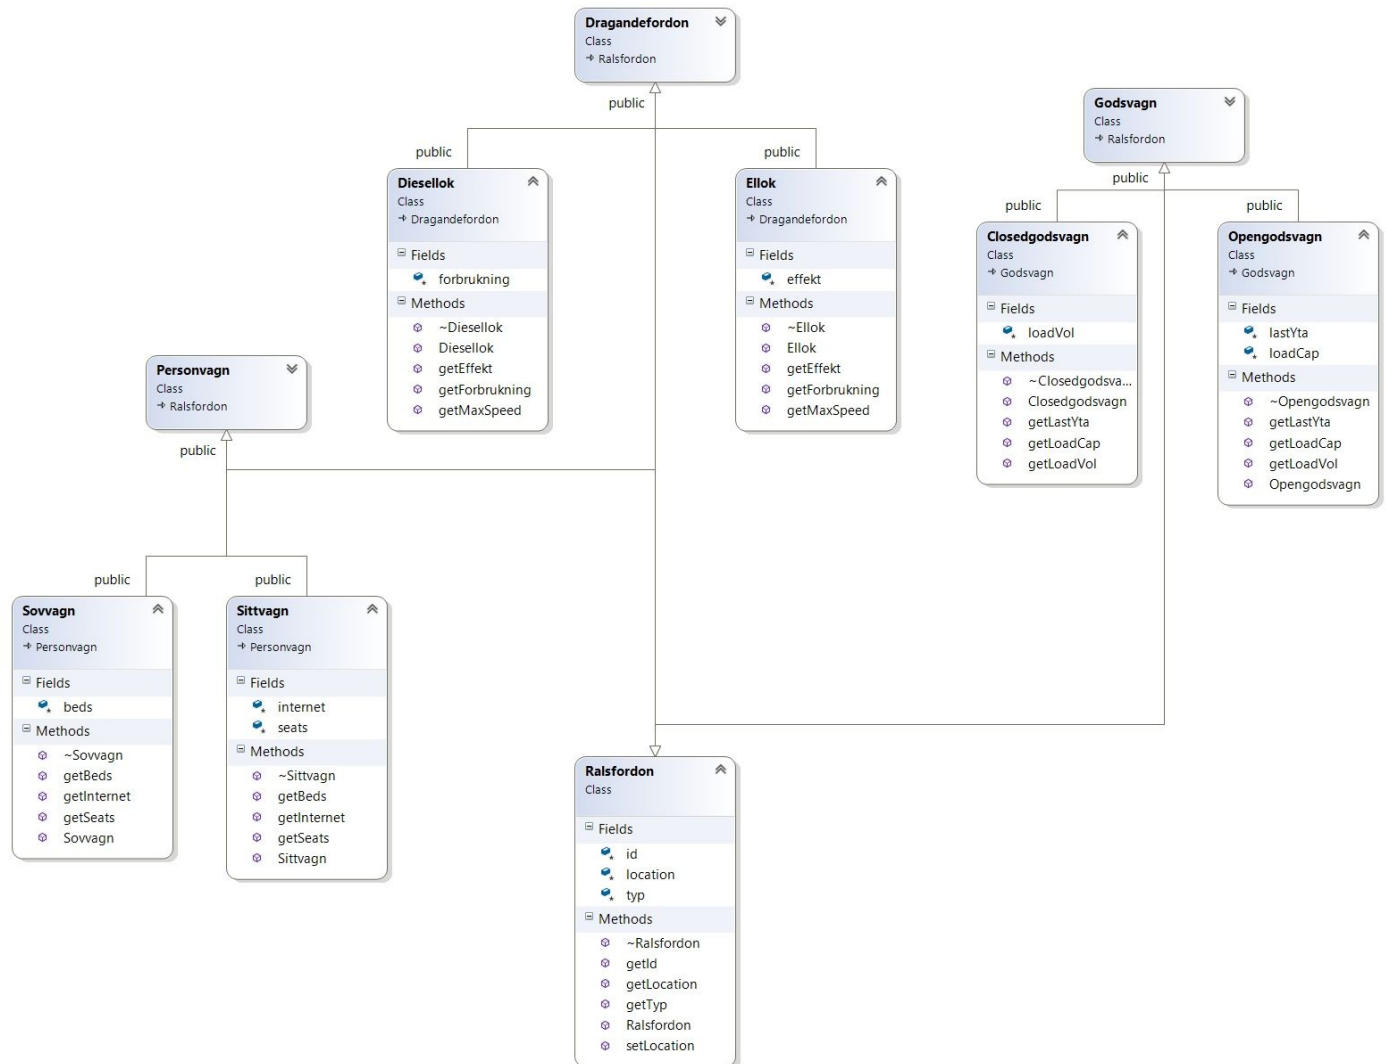 Dragandefordon
Class
Ralsfordon
public
Godsvagn
Class
Ralsfordon
public
public
Diesellok
Class
Dragandefordon
Fields
forbrukning
Methods
~Diesellok
Diesellok
getEffekt
getForbrukning
getMaxSpeed
public
Ellok
Class
Dragandefordon
Fields
effekt
Methods
~Ellok
Ellok
getEffekt
getForbrukning
getMaxSpeed
public
Closedgodsvagn
Class
Godsvagn
Fields
loadVol
Methods
~Closedgodsva...
Closedgodsvagn
getLastYta
getLoadCap
getLoadVol
public
Opengodsvagn
Class
Godsvagn
Fields
lastYta
loadCap
Methods
~Opengodsvagn
getLastYta
getLoadCap
getLoadVol
Opengodsvagn
Personvagn
Class
Ralsfordon
public
public
Sovvagn
Class
Personvagn
Fields
beds
Methods
~Sovvagn
getBeds
getInternet
getSeats
Sovvagn
public
Sittvagn
Class
Personvagn
Fields
internet
seats
Methods
~Sittvagn
getBeds
getInternet
getSeats
Sittvagn
Ralsfordon
Class
Fields
id
location
typ
Methods
~Ralsfordon
getId
getLocation
getTyp
Ralsfordon
setLocation